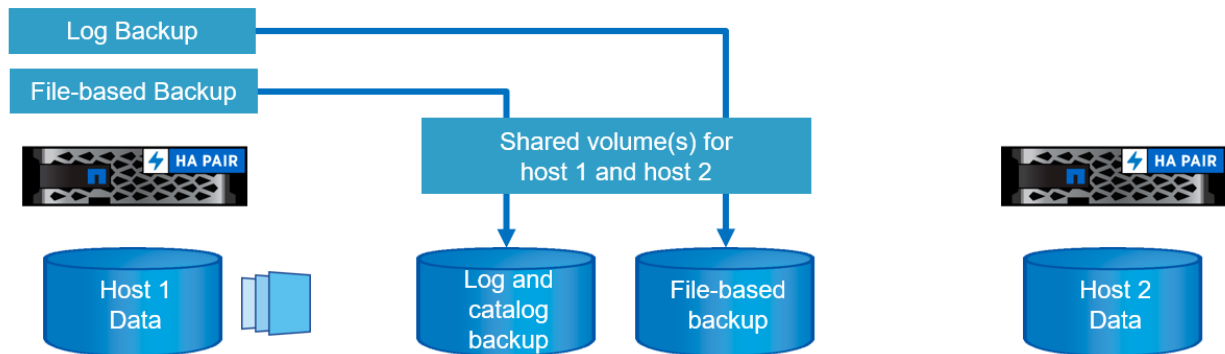 Log Backup
File-based Backup
Shared volume(s) for
host 1 and host 2
HA PAIR
HA PAIR
Host 1
Data
Log and
catalog
backup
File-based
backup
Host 2
Data